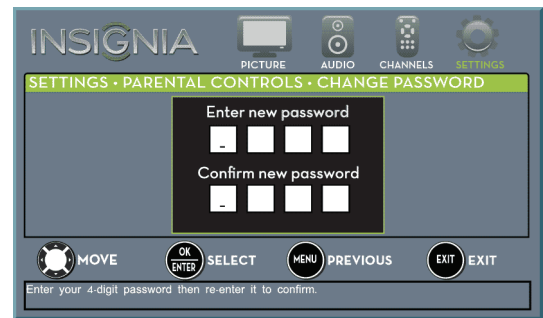 INSIGNIA
PICTURE AUDIO CHANNELS SETTINGS
SETTINGS • PARENTAL CONTROLS • CHANGE PASSWORD
Enter new password
_
Confirm new password
_
MOVE OK ENTER SELECT MENU PREVIOUS EXIT EXIT
Enter your 4-digit password then re-enter it to confirm.